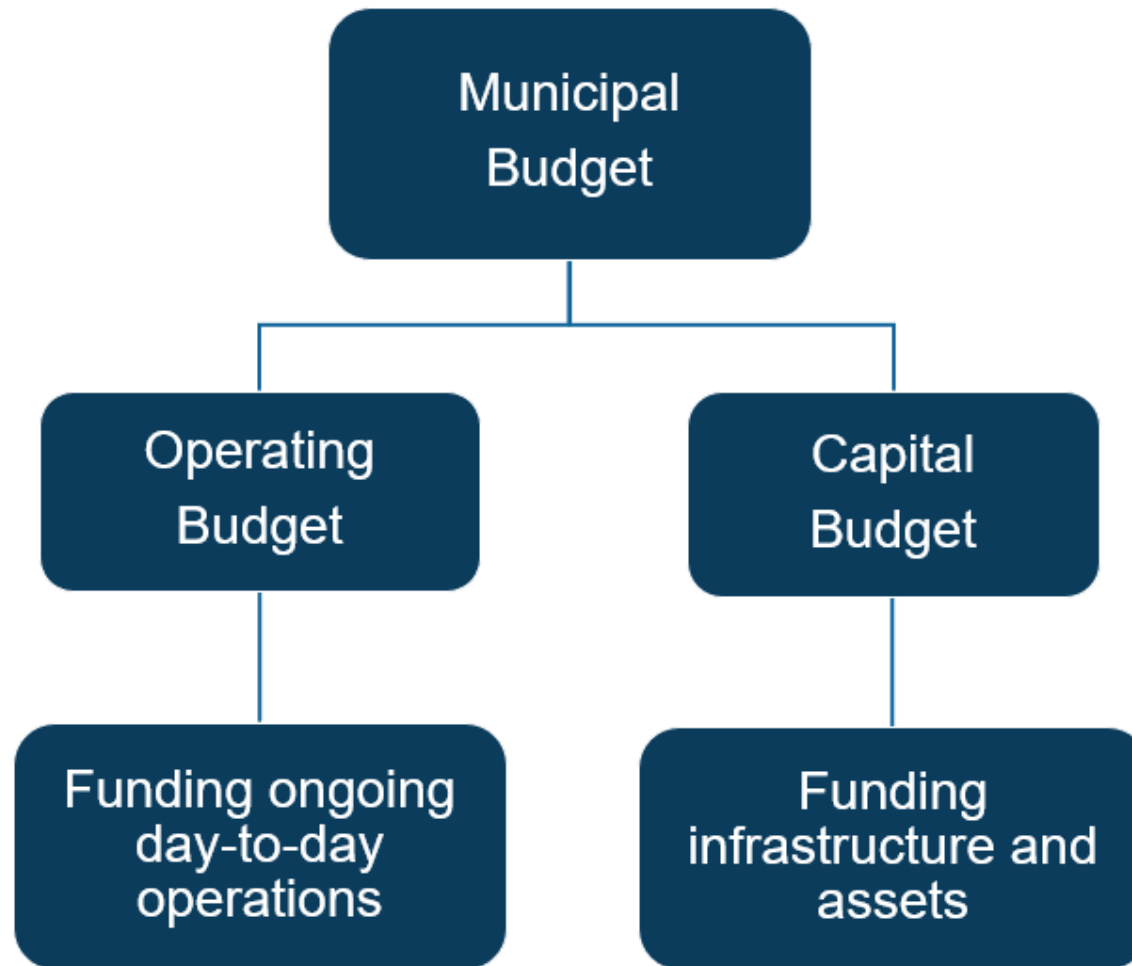 Municipal
Budget
Operating
Budget
Capital
Budget
Funding ongoing
day-to-day
operations
Funding
infrastructure and
assets